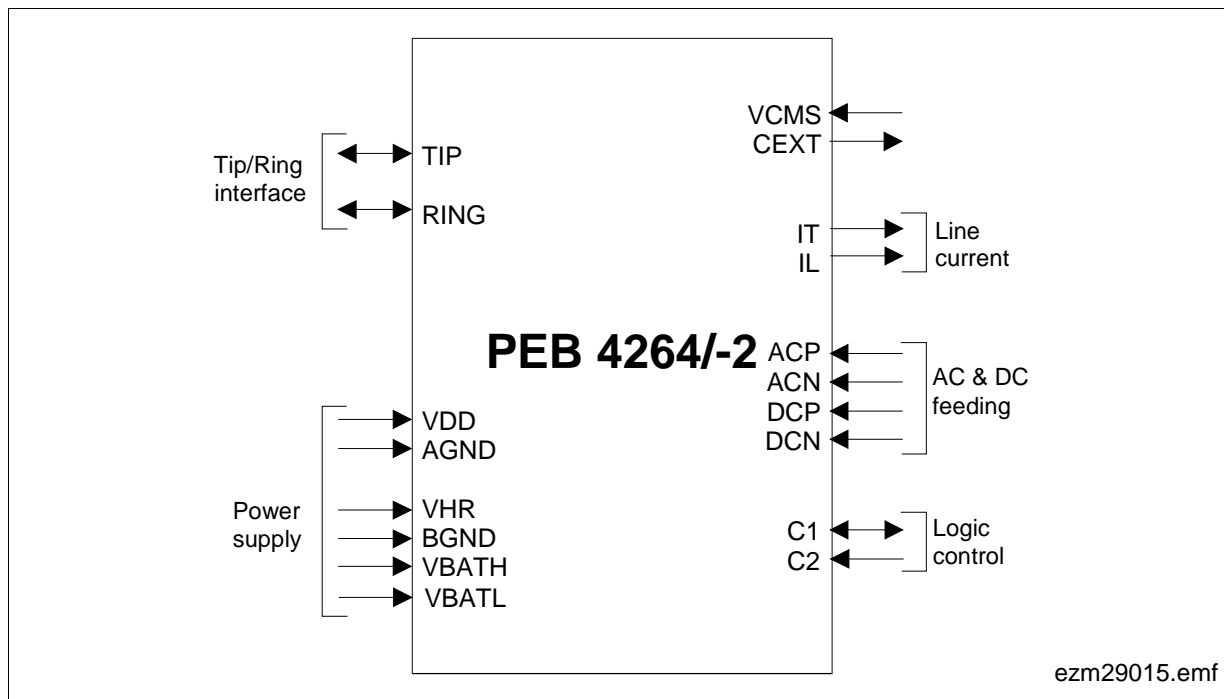 Tip/Ring
interface
TIP
RING
Power
supply
VDD
AGND
VHR
BGND
VBATH
VBATL
PEB 4264/-2
VCMS
CEXT
IT
IL
Line
current
ACP
ACN
DCP
DCN
AC & DC
feeding
C1
C2
Logic
control
ezm29015.emf